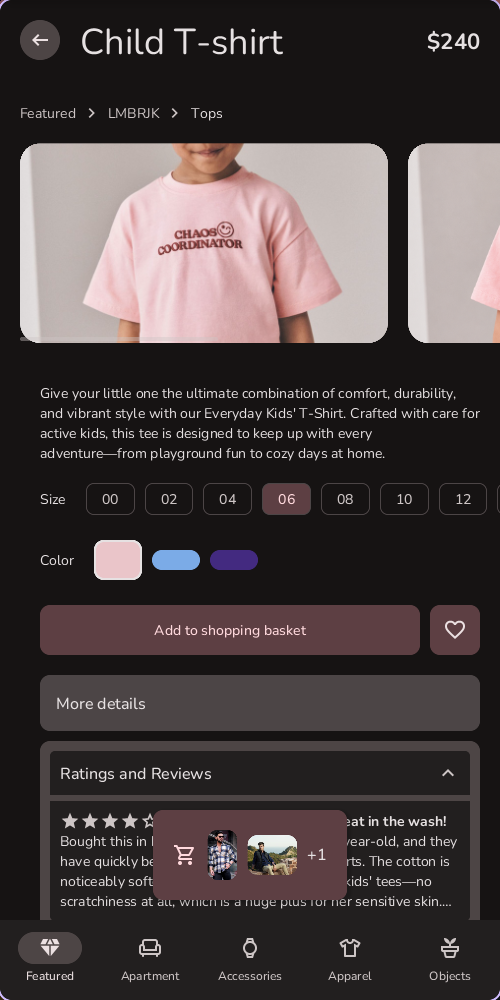 Child T-shirt
$240
Featured > LMBRJK > Tops
CHAOS
COORDINATOR
Give your little one the ultimate combination of comfort, durability,
and vibrant style with our Everyday Kids' T-Shirt. Crafted with care for
active kids, this tee is designed to keep up with every
adventure—from playground fun to cozy days at home.
Size 00 02 04 06 08 10 12
Color
Add to shopping basket
More details
Ratings and Reviews
eat in the wash!
Bought this in year-old, and they
have quickly be rts. The cotton is
noticeably soft kids' tees—no
scratchiness at all, which is a huge plus for her sensitive skin....
+1
Featured Apartment Accessories Apparel Objects